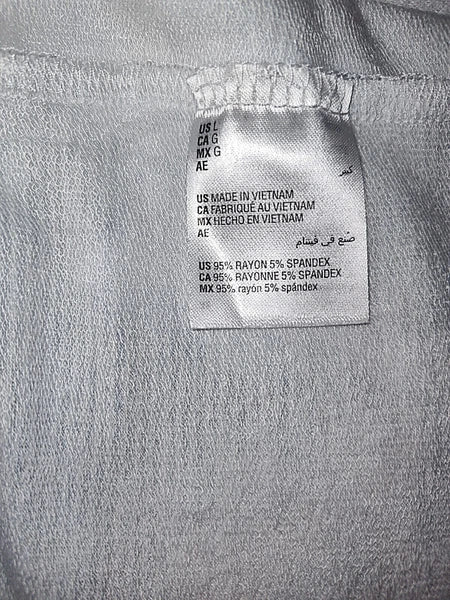 US L
CA G
MX G
AE كبير
US MADE IN VIETNAM
CA FABRIQUÉ AU VIETNAM
MX HECHO EN VIETNAM
AE صنع في فيتنام
US 95% RAYON 5% SPANDEX
CA 95% RAYONNE 5% SPANDEX
MX 95% rayón 5% spándex